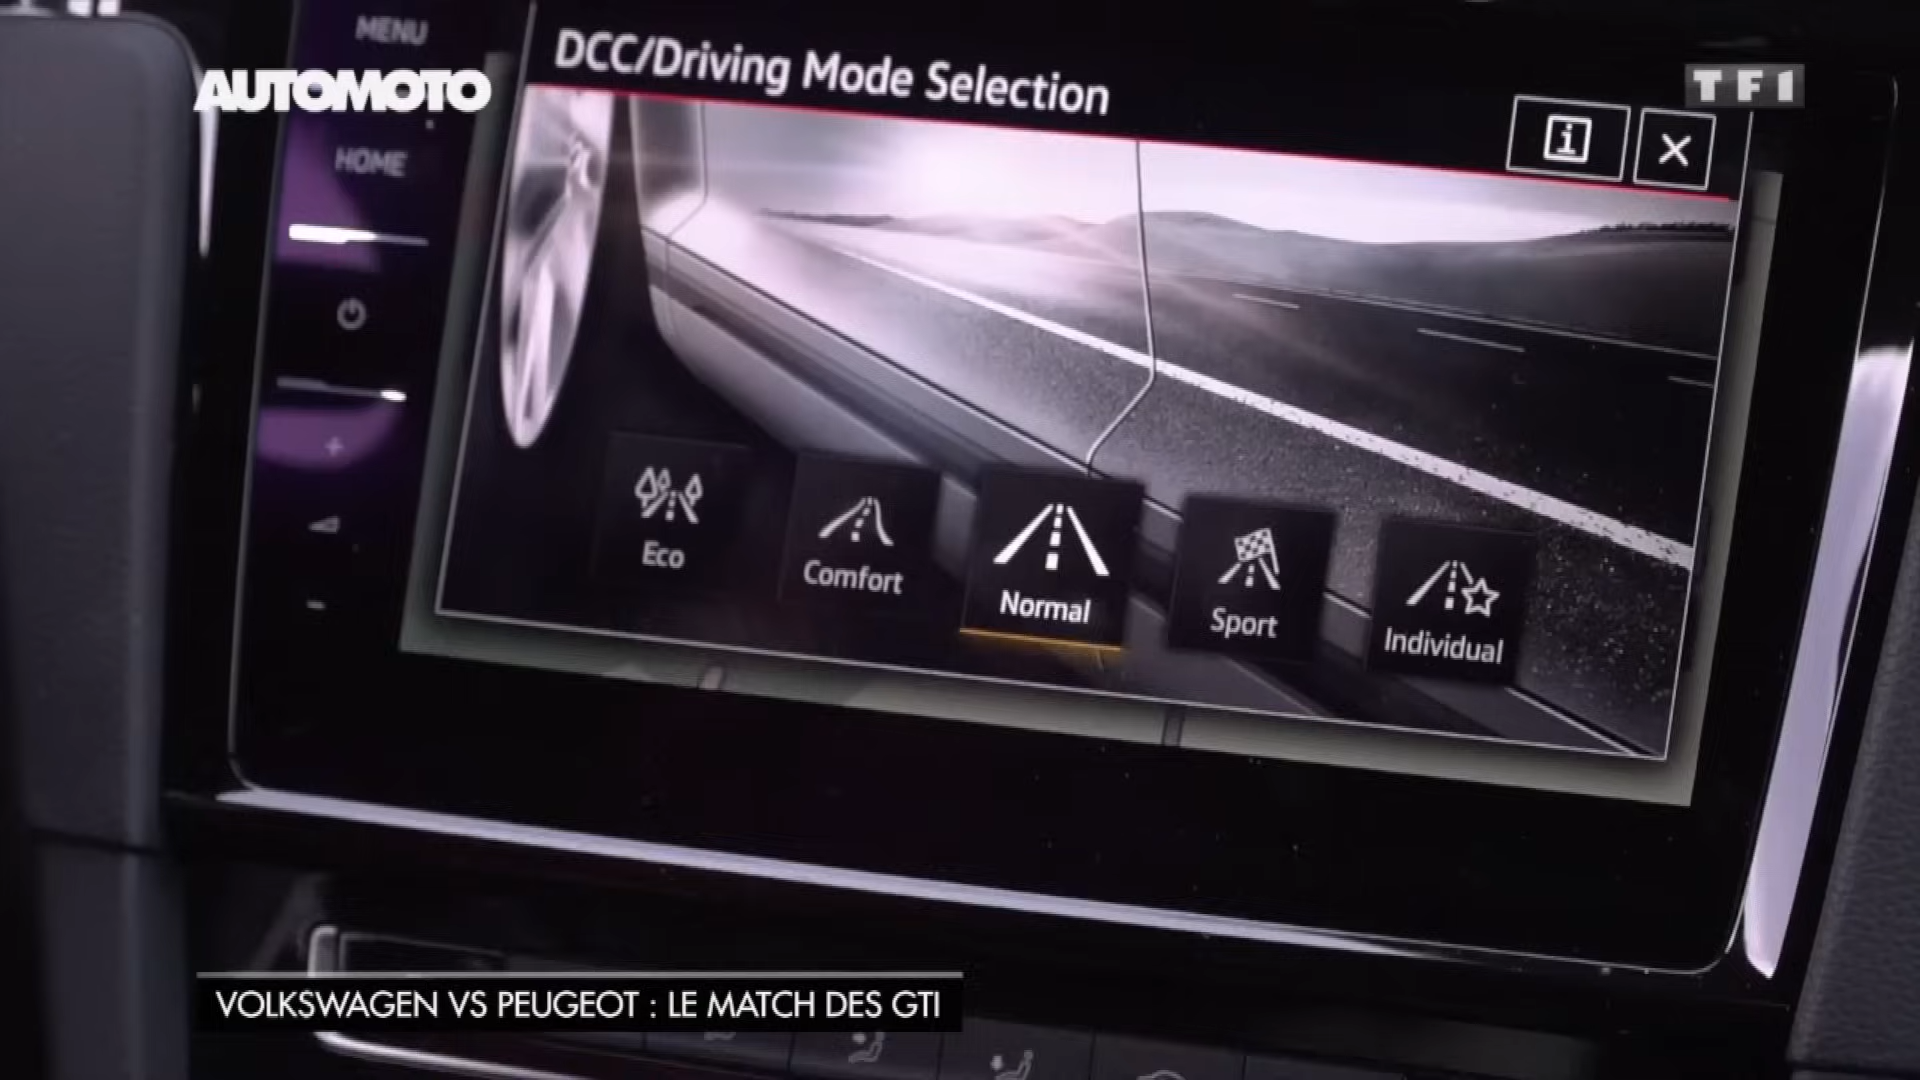 MENU
AUTOMOTO
HOME
DCC/Driving Mode Selection
TF1
i
X
Eco
Comfort
Normal
Sport
Individual
VOLKSWAGEN VS PEUGEOT : LE MATCH DES GTI